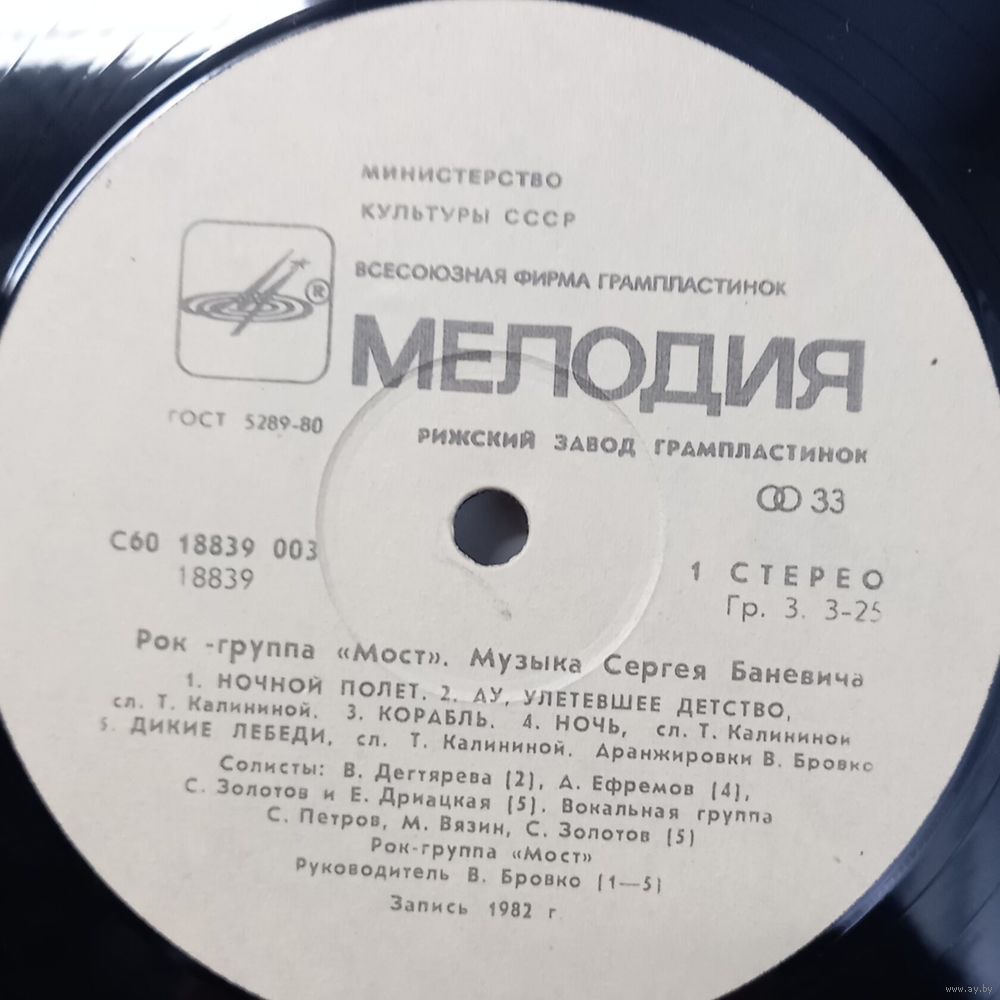 МИНИСТЕРСТВО
КУЛЬТУРЫ СССР
ВСЕСОЮЗНАЯ ФИРМА ГРАМПЛАСТИНОК
®
МЕЛОДИЯ
ГОСТ 5289-80
РИЖСКИЙ ЗАВОД ГРАМПЛАСТИНОК
33
С60 18839 003
18839
1 СТЕРЕО
Гр. 3. 3-25
Рок -группа «Мост». Музыка Сергея Баневича
1. НОЧНОЙ ПОЛЕТ. 2. АУ, УЛЕТЕВШЕЕ ДЕТСТВО,
сл. Т. Калининой. 3. КОРАБЛЬ. 4. НОЧЬ, сл. Т. Калининой
5. ДИКИЕ ЛЕБЕДИ, сл. Т. Калининой. Аранжировки В. Бровко
Солисты: В. Дегтярева (2), А. Ефремов (4),
С. Золотов и Е. Дриацкая (5). Вокальная группа
С. Петров, М. Вязин, С. Золотов (5)
Рок-группа «Мост»
Руководитель В. Бровко (1—5)
Запись 1982 г
www.ay.by